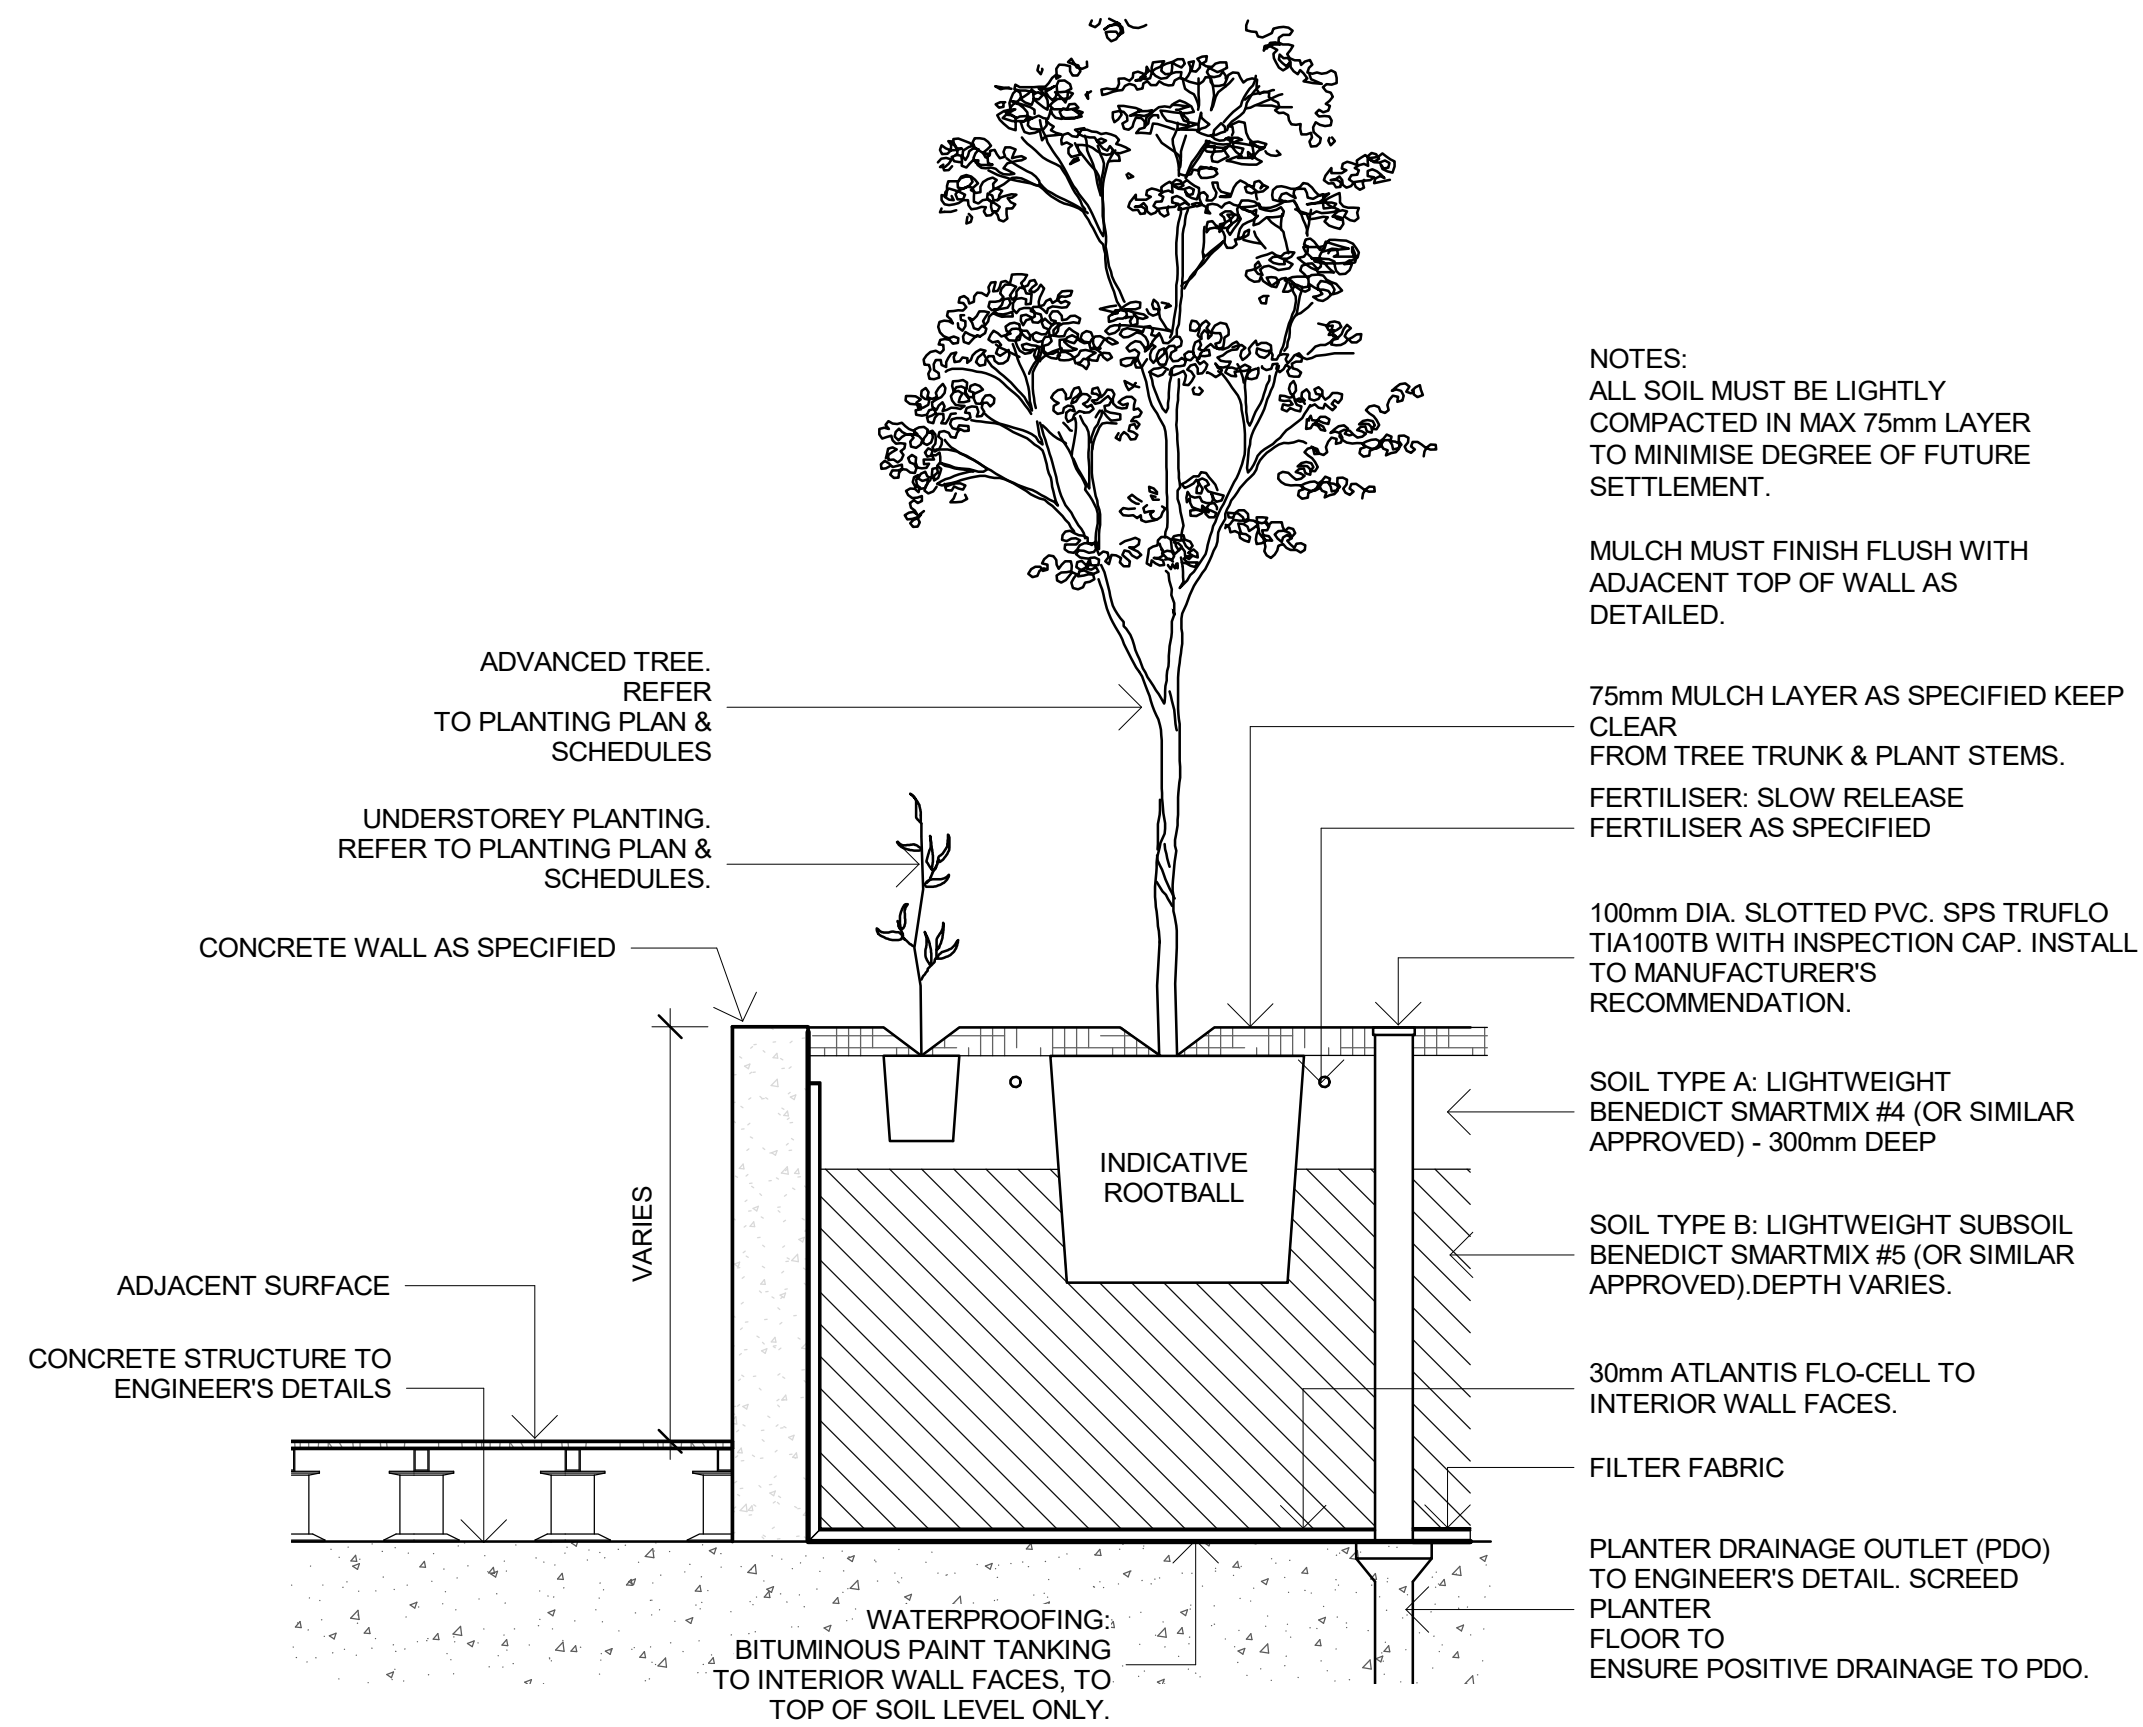 NOTES:
ALL SOIL MUST BE LIGHTLY
COMPACTED IN MAX 75mm LAYER
TO MINIMISE DEGREE OF FUTURE
SETTLEMENT.
MULCH MUST FINISH FLUSH WITH
ADJACENT TOP OF WALL AS
DETAILED.
ADVANCED TREE.
REFER
TO PLANTING PLAN &
SCHEDULES
UNDERSTOREY PLANTING.
REFER TO PLANTING PLAN &
SCHEDULES.
CONCRETE WALL AS SPECIFIED
VARIES
ADJACENT SURFACE
CONCRETE STRUCTURE TO
ENGINEER'S DETAILS
INDICATIVE
ROOTBALL
WATERPROOFING:
BITUMINOUS PAINT TANKING
TO INTERIOR WALL FACES, TO
TOP OF SOIL LEVEL ONLY.
75mm MULCH LAYER AS SPECIFIED KEEP
CLEAR
FROM TREE TRUNK & PLANT STEMS.
FERTILISER: SLOW RELEASE
FERTILISER AS SPECIFIED
100mm DIA. SLOTTED PVC. SPS TRUFLO
TIA100TB WITH INSPECTION CAP. INSTALL
TO MANUFACTURER'S
RECOMMENDATION.
SOIL TYPE A: LIGHTWEIGHT
BENEDICT SMARTMIX #4 (OR SIMILAR
APPROVED) - 300mm DEEP
SOIL TYPE B: LIGHTWEIGHT SUBSOIL
BENEDICT SMARTMIX #5 (OR SIMILAR
APPROVED).DEPTH VARIES.
30mm ATLANTIS FLO-CELL TO
INTERIOR WALL FACES.
FILTER FABRIC
PLANTER DRAINAGE OUTLET (PDO)
TO ENGINEER'S DETAIL. SCREED
PLANTER
FLOOR TO
ENSURE POSITIVE DRAINAGE TO PDO.